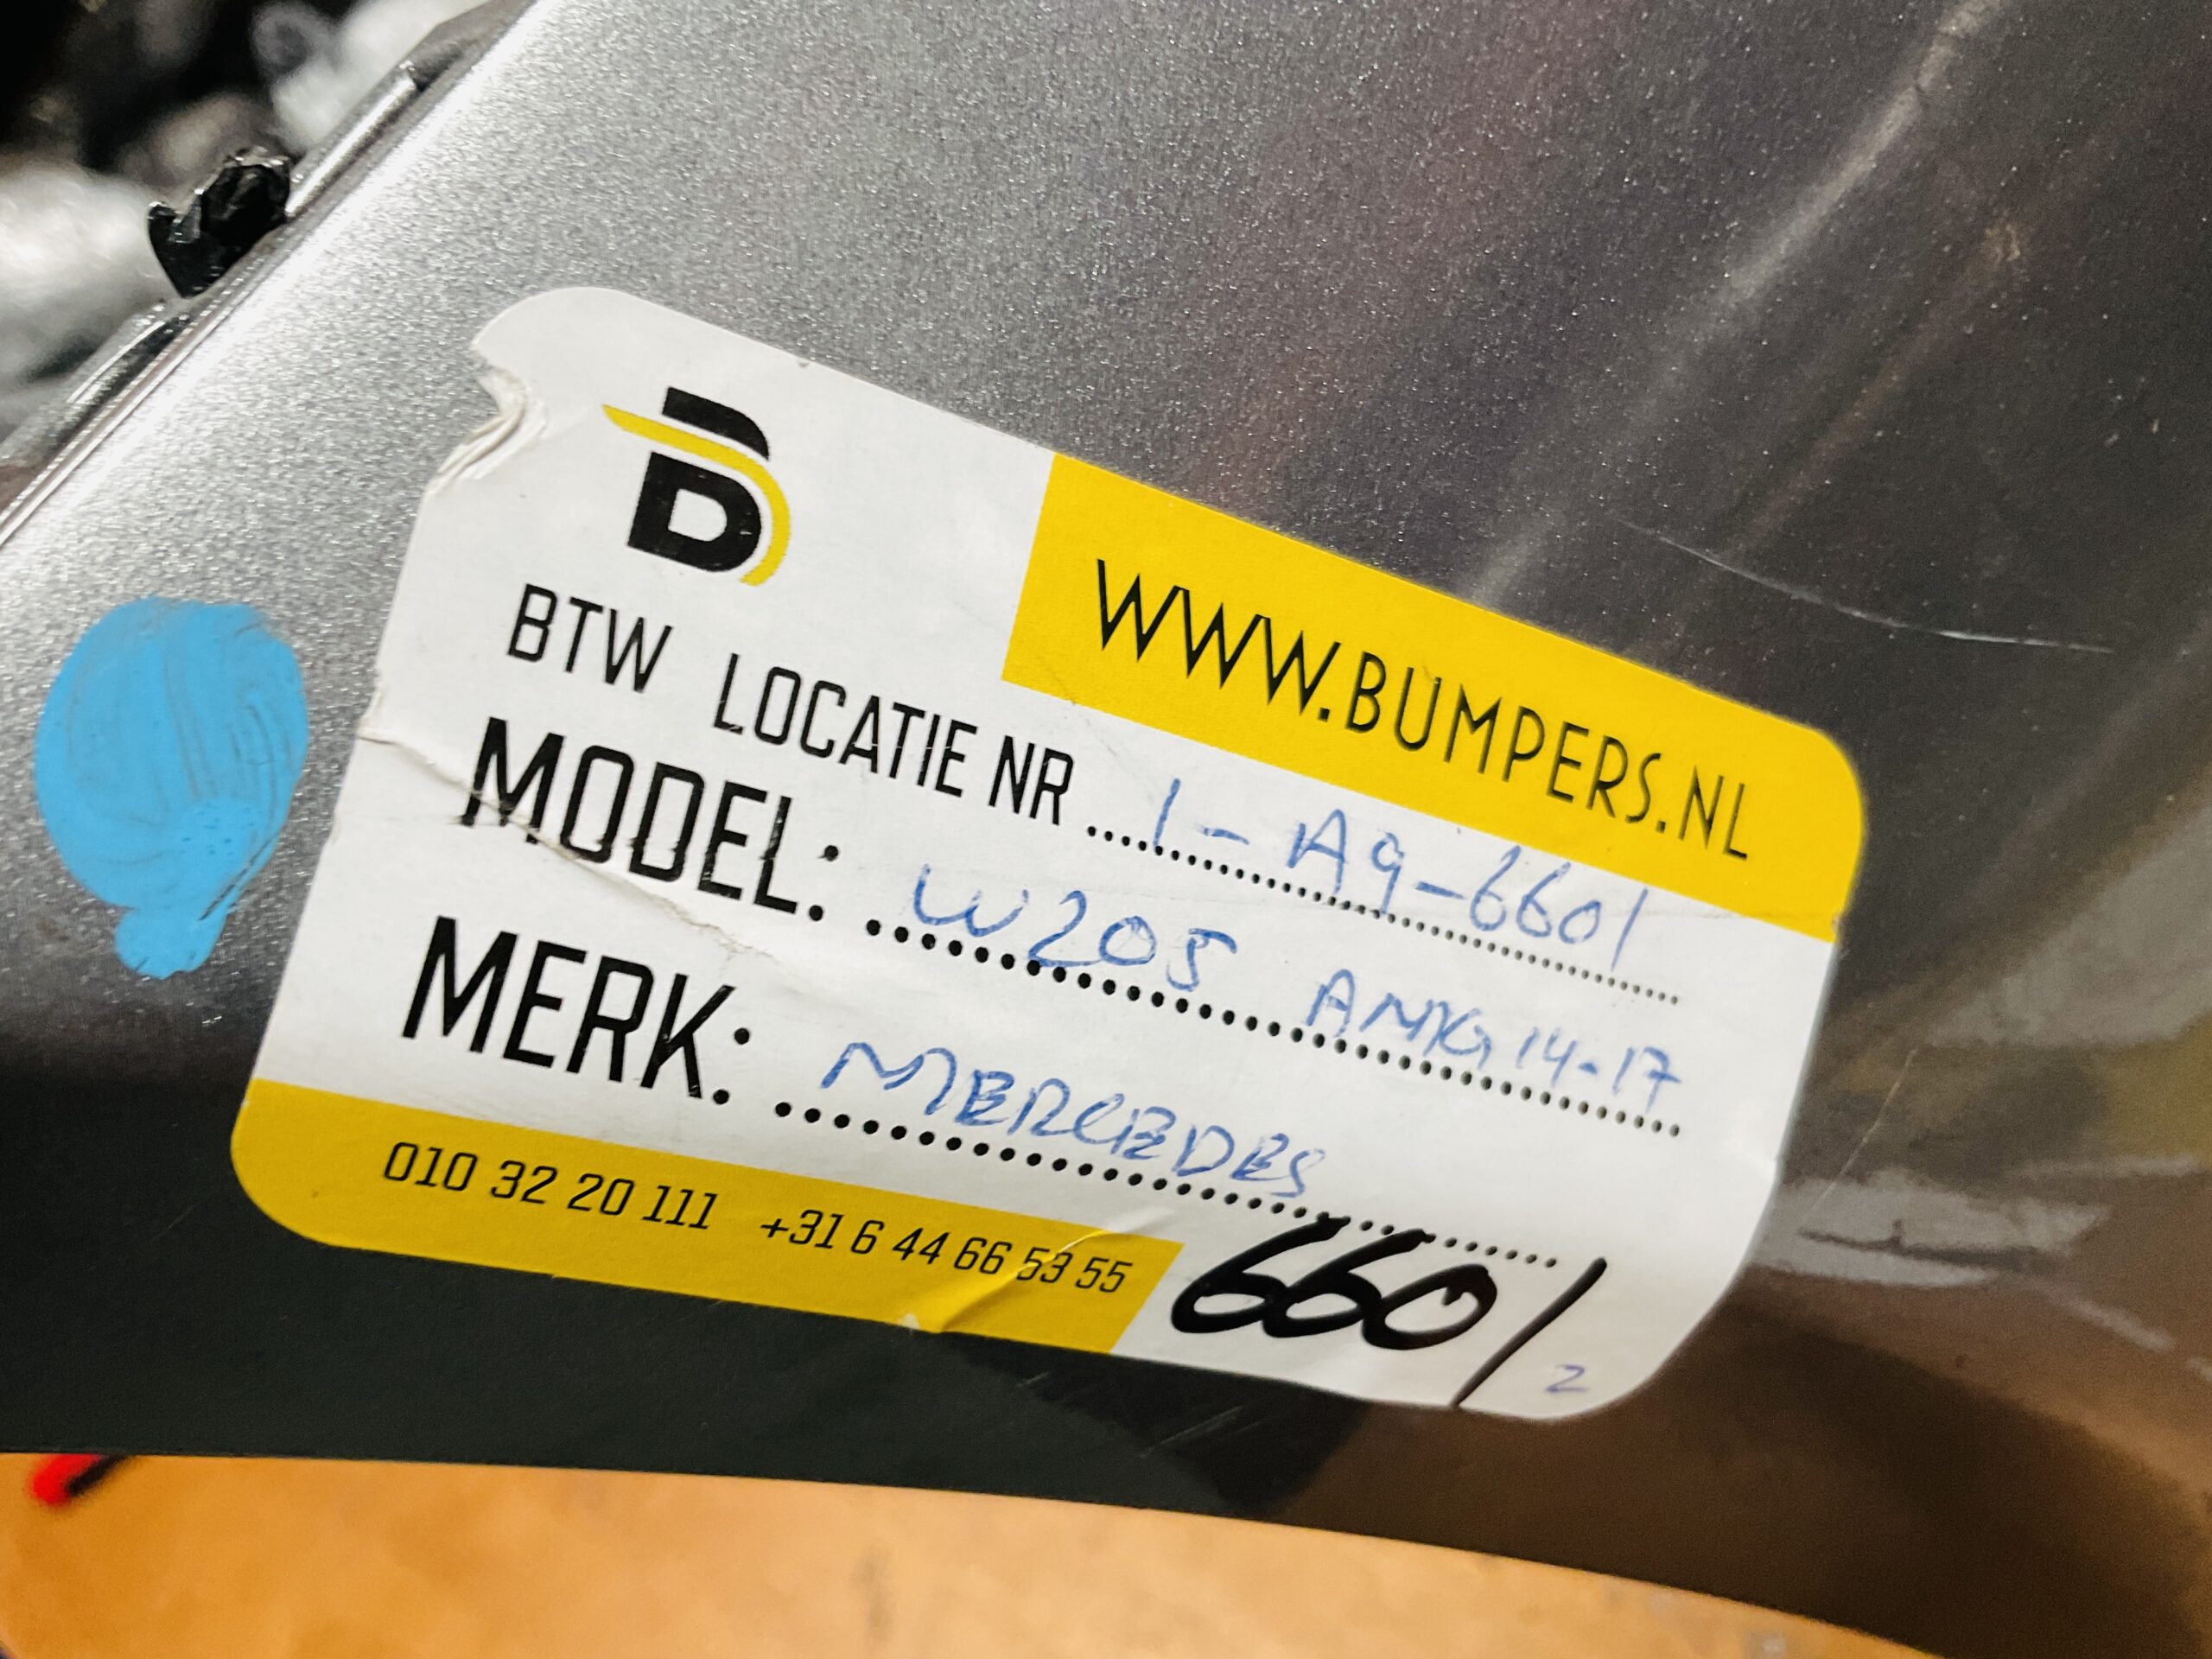 B
WWW.BUMPERS.NL
BTW LOCATIE NR ....1-A9-6601
MODEL: W205 AMG 14-17
MERK: MERCEDES
010 32 20 111 +31 6 44 66 53 55
6601
2